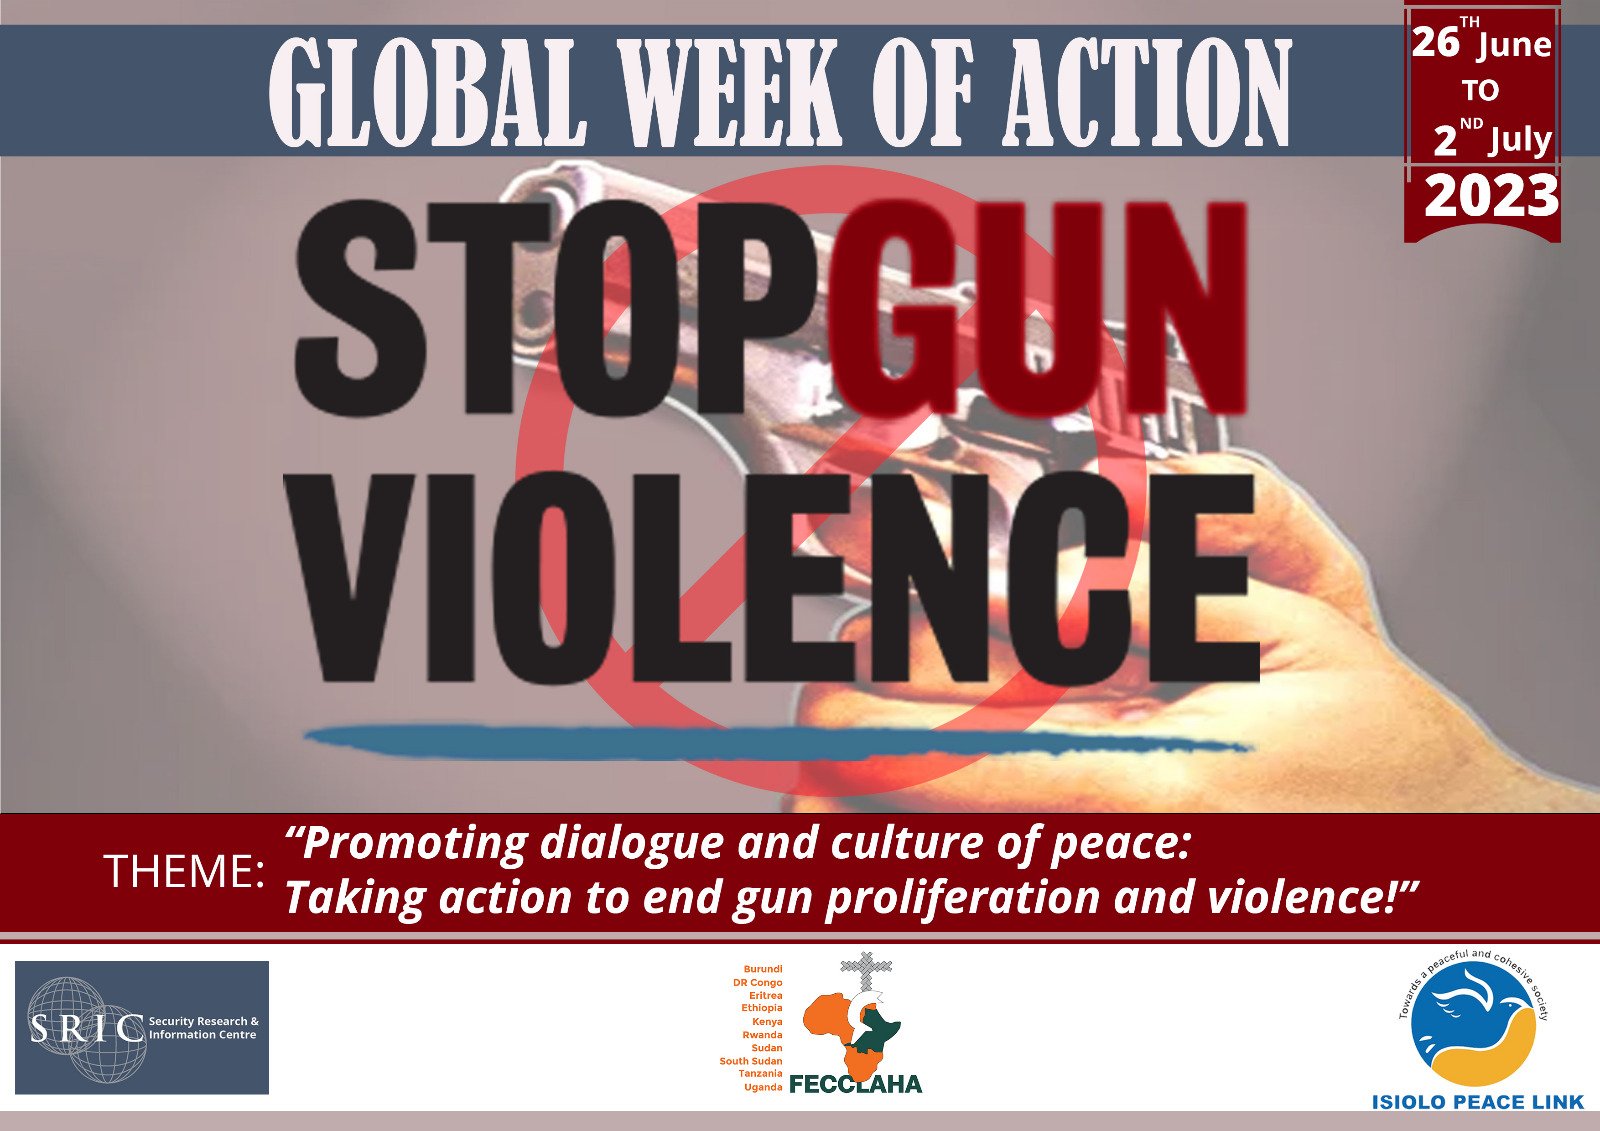 GLOBAL WEEK OF ACTION
26TH June
TO
2ND July
2023
STOPGUN
VIOLENCE
THEME:
“Promoting dialogue and culture of peace:
Taking action to end gun proliferation and violence!”
SRIC
Security Research &
Information Centre
Burundi
DR Congo
Eritrea
Ethiopia
Kenya
Rwanda
Sudan
South Sudan
Tanzania
Uganda
FECCLAHA
Towards a peaceful and cohesive society
ISIOLO PEACE LINK